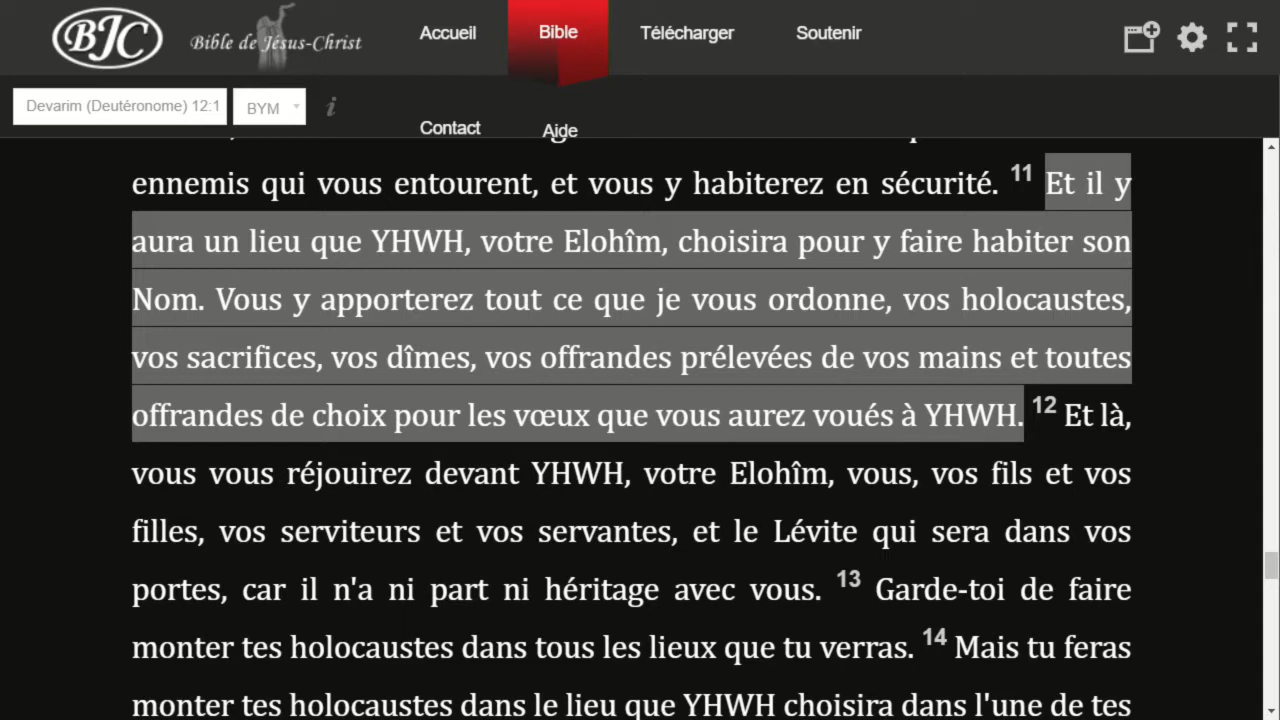 BJC
Bible de Jésus-Christ
Accueil
Bible
Télécharger
Soutenir
Devarim (Deutéronome) 12:1
BYM
i
Contact
Aide
ennemis qui vous entourent, et vous y habiterez en sécurité. 11 Et il y
aura un lieu que YHWH, votre Elohîm, choisira pour y faire habiter son
Nom. Vous y apporterez tout ce que je vous ordonne, vos holocaustes,
vos sacrifices, vos dîmes, vos offrandes prélevées de vos mains et toutes
offrandes de choix pour les vœux que vous aurez voués à YHWH. 12 Et là,
vous vous réjouirez devant YHWH, votre Elohîm, vous, vos fils et vos
filles, vos serviteurs et vos servantes, et le Lévite qui sera dans vos
portes, car il n'a ni part ni héritage avec vous. 13 Garde-toi de faire
monter tes holocaustes dans tous les lieux que tu verras. 14 Mais tu feras
monter tes holocaustes dans le lieu que YHWH choisira dans l'une de tes